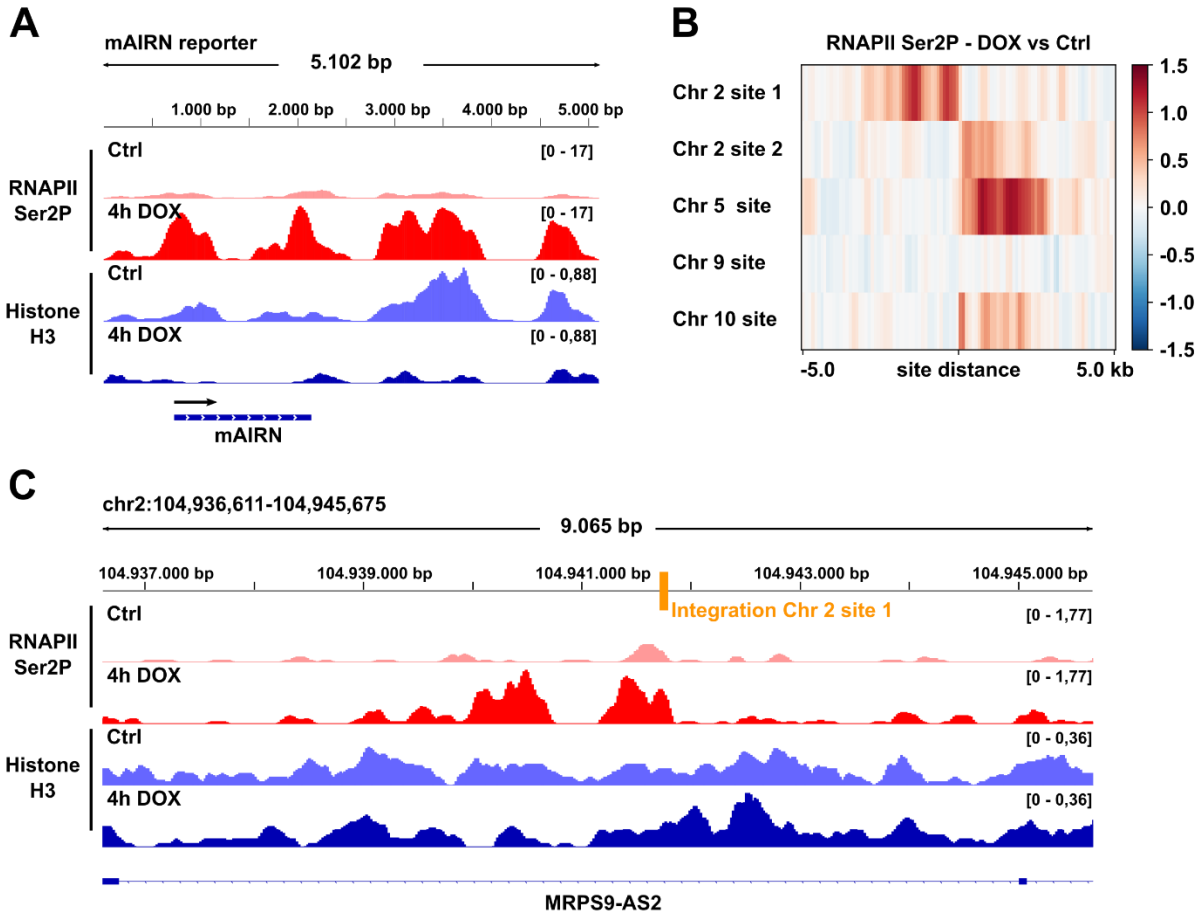 A
mAIRN reporter
5.102 bp
1.000 bp 2.000 bp 3.000 bp 4.000 bp 5.000 bp
RNAPII
Ser2P
Ctrl
[0 - 17]
4h DOX
[0 - 17]
Histone
H3
Ctrl
[0 - 0,88]
4h DOX
[0 - 0,88]
mAIRN
B
RNAPII Ser2P - DOX vs Ctrl
Chr 2 site 1
Chr 2 site 2
Chr 5 site
Chr 9 site
Chr 10 site
-5.0 site distance 5.0 kb
1.5
1.0
0.5
0.0
-0.5
-1.0
-1.5
C
chr2:104,936,611-104,945,675
9.065 bp
104.937.000 bp 104.939.000 bp 104.941.000 bp 104.943.000 bp 104.945.000 bp
Integration Chr 2 site 1
RNAPII
Ser2P
Ctrl
[0 - 1,77]
4h DOX
[0 - 1,77]
Histone
H3
Ctrl
[0 - 0,36]
4h DOX
[0 - 0,36]
MRPS9-AS2